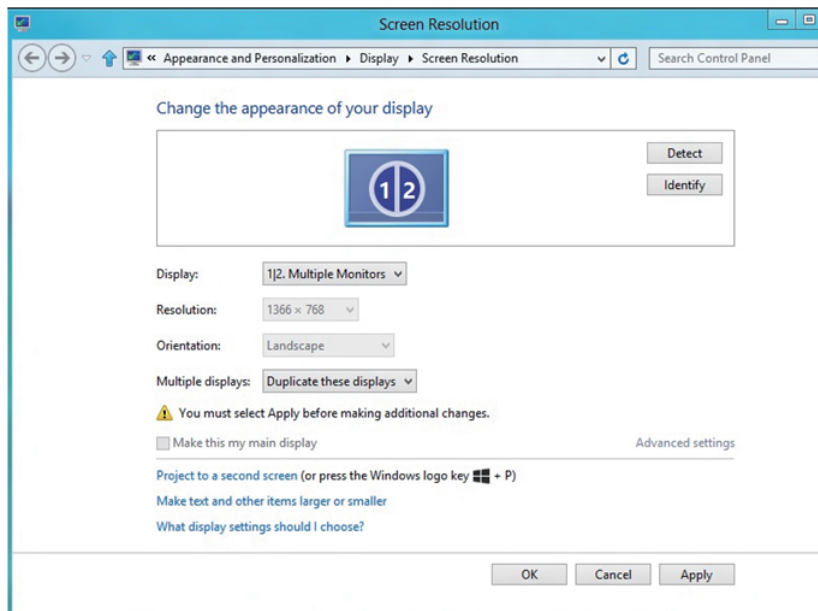 Screen Resolution
« Appearance and Personalization ▸ Display ▸ Screen Resolution
Search Control Panel
Change the appearance of your display
1|2
Detect
Identify
Display: 1|2. Multiple Monitors
Resolution: 1366 × 768
Orientation: Landscape
Multiple displays: Duplicate these displays
You must select Apply before making additional changes.
Make this my main display
Advanced settings
Project to a second screen (or press the Windows logo key + P)
Make text and other items larger or smaller
What display settings should I choose?
OK Cancel Apply